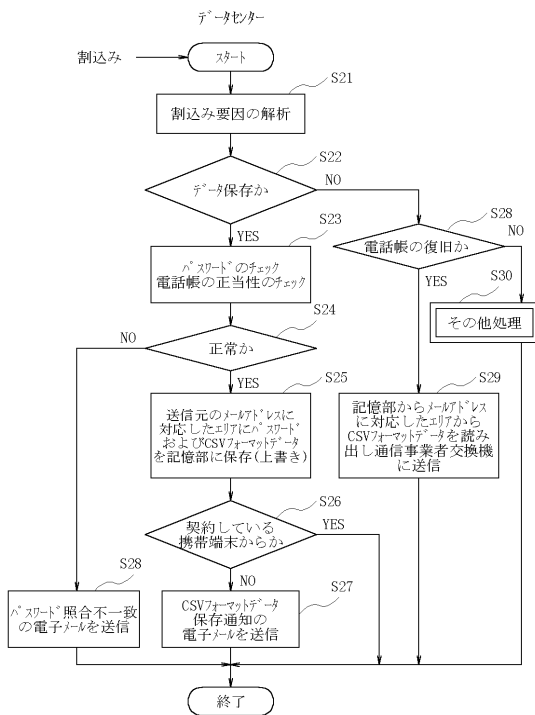 データセンター
割込み
スタート
S21
割込み要因の解析
S22
データ保存か
NO
YES
S23
パスワードのチェック
電話帳の正当性のチェック
S28
電話帳の復旧か
NO
YES
S30
その他処理
S24
正常か
NO
YES
S25
送信元のメールアドレスに
対応したエリアにパスワード
およびCSVフォーマットデータ
を記憶部に保存(上書き)
S29
記憶部からメールアドレス
に対応したエリアから
CSVフォーマットデータを読み
出し通信事業者交換機
に送信
S26
契約している
携帯端末からか
YES
NO
S28
パスワード照合不一致
の電子メールを送信
S27
CSVフォーマットデータ
保存通知の
電子メールを送信
終了